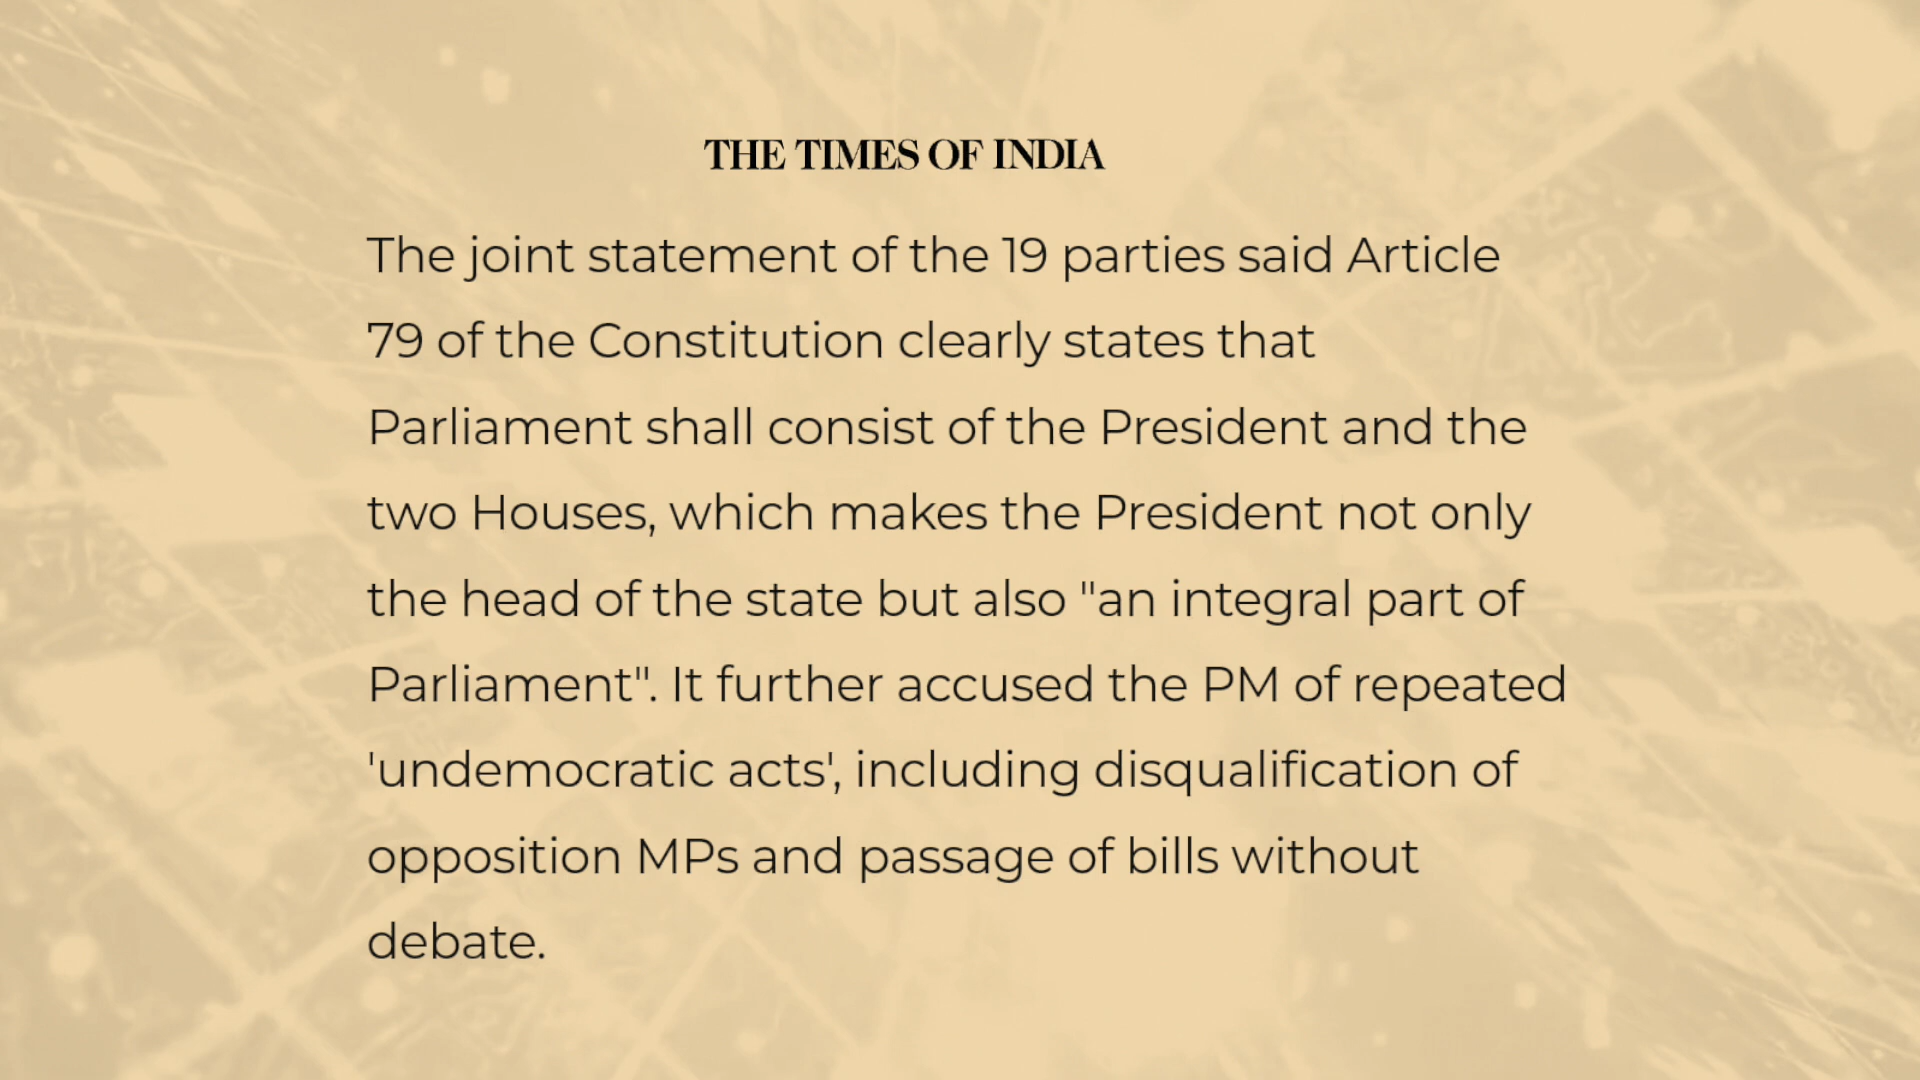 THE TIMES OF INDIA
The joint statement of the 19 parties said Article
79 of the Constitution clearly states that
Parliament shall consist of the President and the
two Houses, which makes the President not only
the head of the state but also "an integral part of
Parliament". It further accused the PM of repeated
'undemocratic acts', including disqualification of
opposition MPs and passage of bills without
debate.